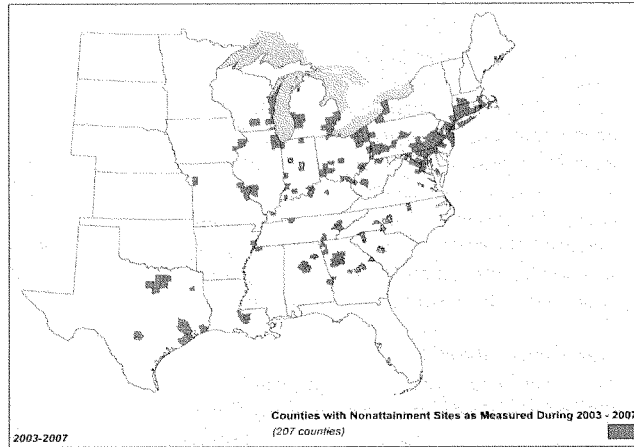 Counties with Nonattainment Sites as Measured During 2003 - 2007
(207 counties)
2003-2007